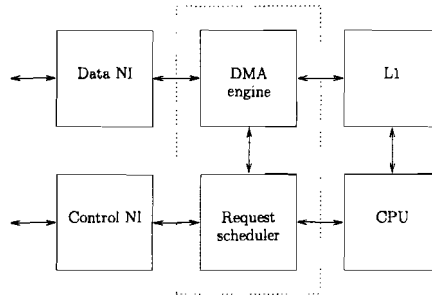 Data NI
DMA
engine
L1
Control NI
Request
scheduler
CPU